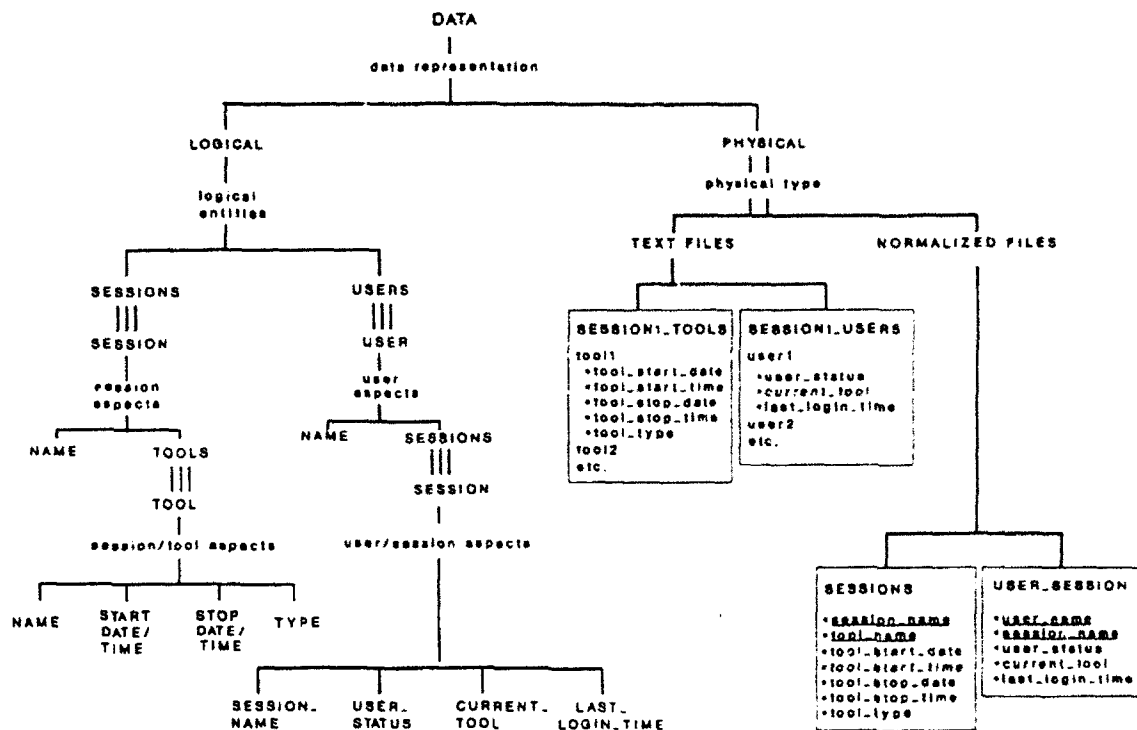 DATA
data representation
LOGICAL
PHYSICAL
logical
entities
physical type
TEXT FILES
NORMALIZED FILES
SESSIONS
USERS
SESSION
USER
session
aspects
user
aspects
NAME
TOOLS
NAME
SESSIONS
TOOL
SESSION
session/tool aspects
user/session aspects
NAME
START
DATE/
TIME
STOP
DATE/
TIME
TYPE
SESSION_
NAME
USER_
STATUS
CURRENT_
TOOL
LAST_
LOGIN_TIME
SESSION1_TOOLS
tool1
*tool_start_date
*tool_start_time
*tool_stop_date
*tool_stop_time
*tool_type
tool2
etc.
SESSION1_USERS
user1
*user_status
*current_tool
*last_login_time
user2
etc.
SESSIONS
*session_name
*tool_name
*tool_start_date
*tool_start_time
*tool_stop_date
*tool_stop_time
*tool_type
USER_SESSION
*user_name
*session_name
*user_status
*current_tool
*last_login_time